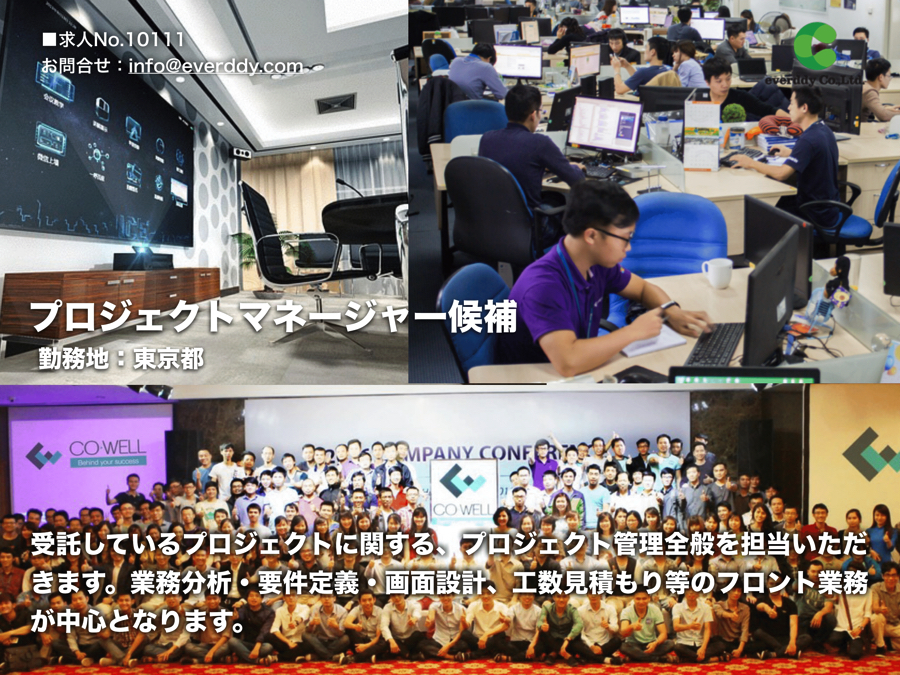 ■求人No.10111
お問合せ：info@everddy.com
everddy Co.,Ltd
プロジェクトマネージャー候補
勤務地：東京都
CO-WELL
Behind your success
COMPANY CONFERENCE
CO-WELL
受託しているプロジェクトに関する、プロジェクト管理全般を担当いただ
きます。業務分析・要件定義・画面設計、工数見積もり等のフロント業務
が中心となります。